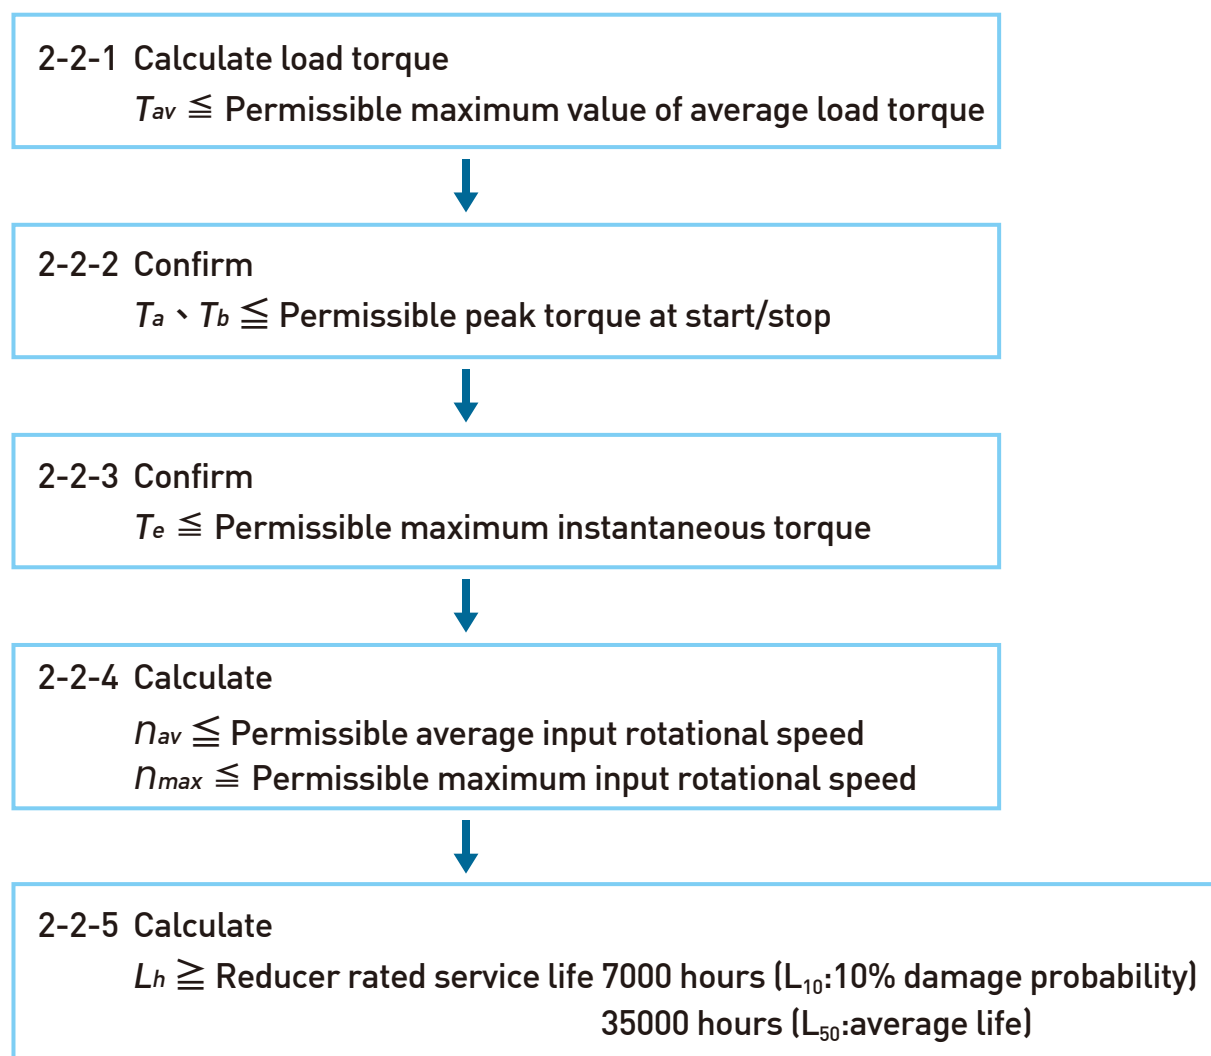 2-2-1 Calculate load torque
Tav ≦ Permissible maximum value of average load torque
2-2-2 Confirm
Ta、Tb ≦ Permissible peak torque at start/stop
2-2-3 Confirm
Te ≦ Permissible maximum instantaneous torque
2-2-4 Calculate
nav ≦ Permissible average input rotational speed
nmax ≦ Permissible maximum input rotational speed
2-2-5 Calculate
Lh ≧ Reducer rated service life 7000 hours (L10:10% damage probability)
35000 hours (L50:average life)